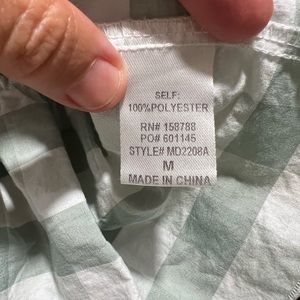 SELF:
100%POLYESTER
RN# 158788
PO# 601145
STYLE# MD2208A
M
MADE IN CHINA